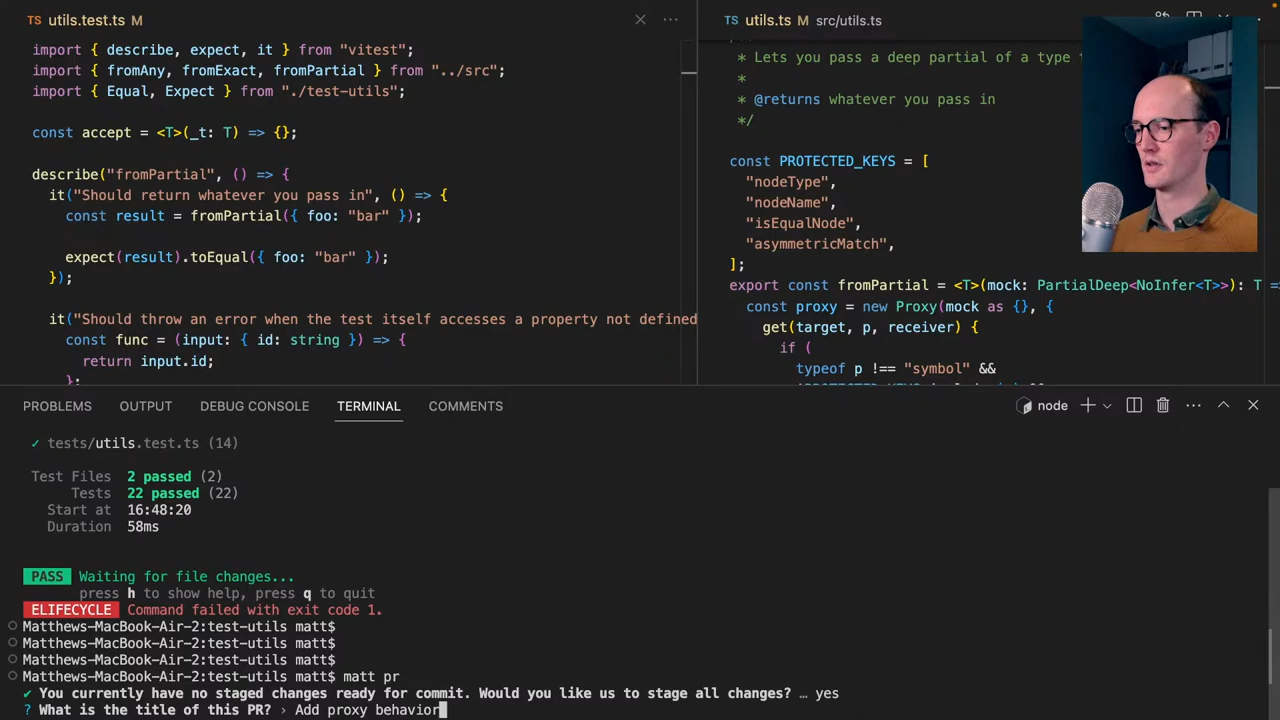 TS utils.test.ts M
import { describe, expect, it } from "vitest";
import { fromAny, fromExact, fromPartial } from "../src";
import { Equal, Expect } from "./test-utils";
const accept = <T>(_t: T) => {};
describe("fromPartial", () => {
it("Should return whatever you pass in", () => {
const result = fromPartial({ foo: "bar" });
expect(result).toEqual({ foo: "bar" });
});
it("Should throw an error when the test itself accesses a property not defined
const func = (input: { id: string }) => {
return input.id;
};
TS utils.ts M src/utils.ts
* Lets you pass a deep partial of a type
*
* @returns whatever you pass in
*/
const PROTECTED_KEYS = [
"nodeType",
"nodeName",
"isEqualNode",
"asymmetricMatch",
];
export const fromPartial = <T>(mock: PartialDeep<NoInfer<T>>): T =>
const proxy = new Proxy(mock as {}, {
get(target, p, receiver) {
if (
typeof p !== "symbol" &&
PROBLEMS OUTPUT DEBUG CONSOLE TERMINAL COMMENTS node
✓ tests/utils.test.ts (14)
Test Files 2 passed (2)
Tests 22 passed (22)
Start at 16:48:20
Duration 58ms
PASS Waiting for file changes...
press h to show help, press q to quit
ELIFECYCLE Command failed with exit code 1.
Matthews-MacBook-Air-2:test-utils matt$
Matthews-MacBook-Air-2:test-utils matt$
Matthews-MacBook-Air-2:test-utils matt$
Matthews-MacBook-Air-2:test-utils matt$ matt pr
✔ You currently have no staged changes ready for commit. Would you like us to stage all changes? … yes
? What is the title of this PR? › Add proxy behavior